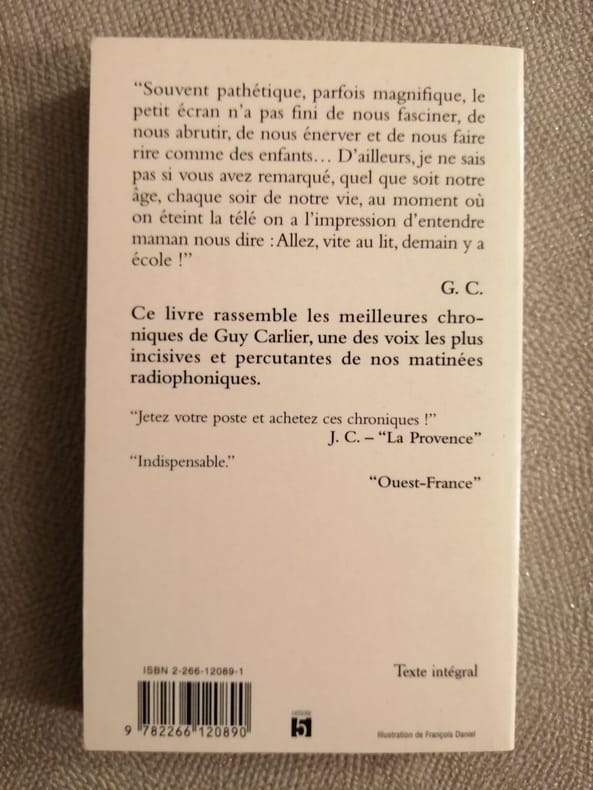 “Souvent pathétique, parfois magnifique, le
petit écran n’a pas fini de nous fasciner, de
nous abrutir, de nous énerver et de nous faire
rire comme des enfants… D’ailleurs, je ne sais
pas si vous avez remarqué, quel que soit notre
âge, chaque soir de notre vie, au moment où
on éteint la télé on a l’impression d’entendre
maman nous dire : Allez, vite au lit, demain y a
école !”
G. C.
Ce livre rassemble les meilleures chro-
niques de Guy Carlier, une des voix les plus
incisives et percutantes de nos matinées
radiophoniques.
“Jetez votre poste et achetez ces chroniques !”
J. C. – “La Provence”
“Indispensable.”
“Ouest-France”
ISBN 2-266-12089-1
Texte intégral
9 782266 120890
5
Illustration de François Daniel